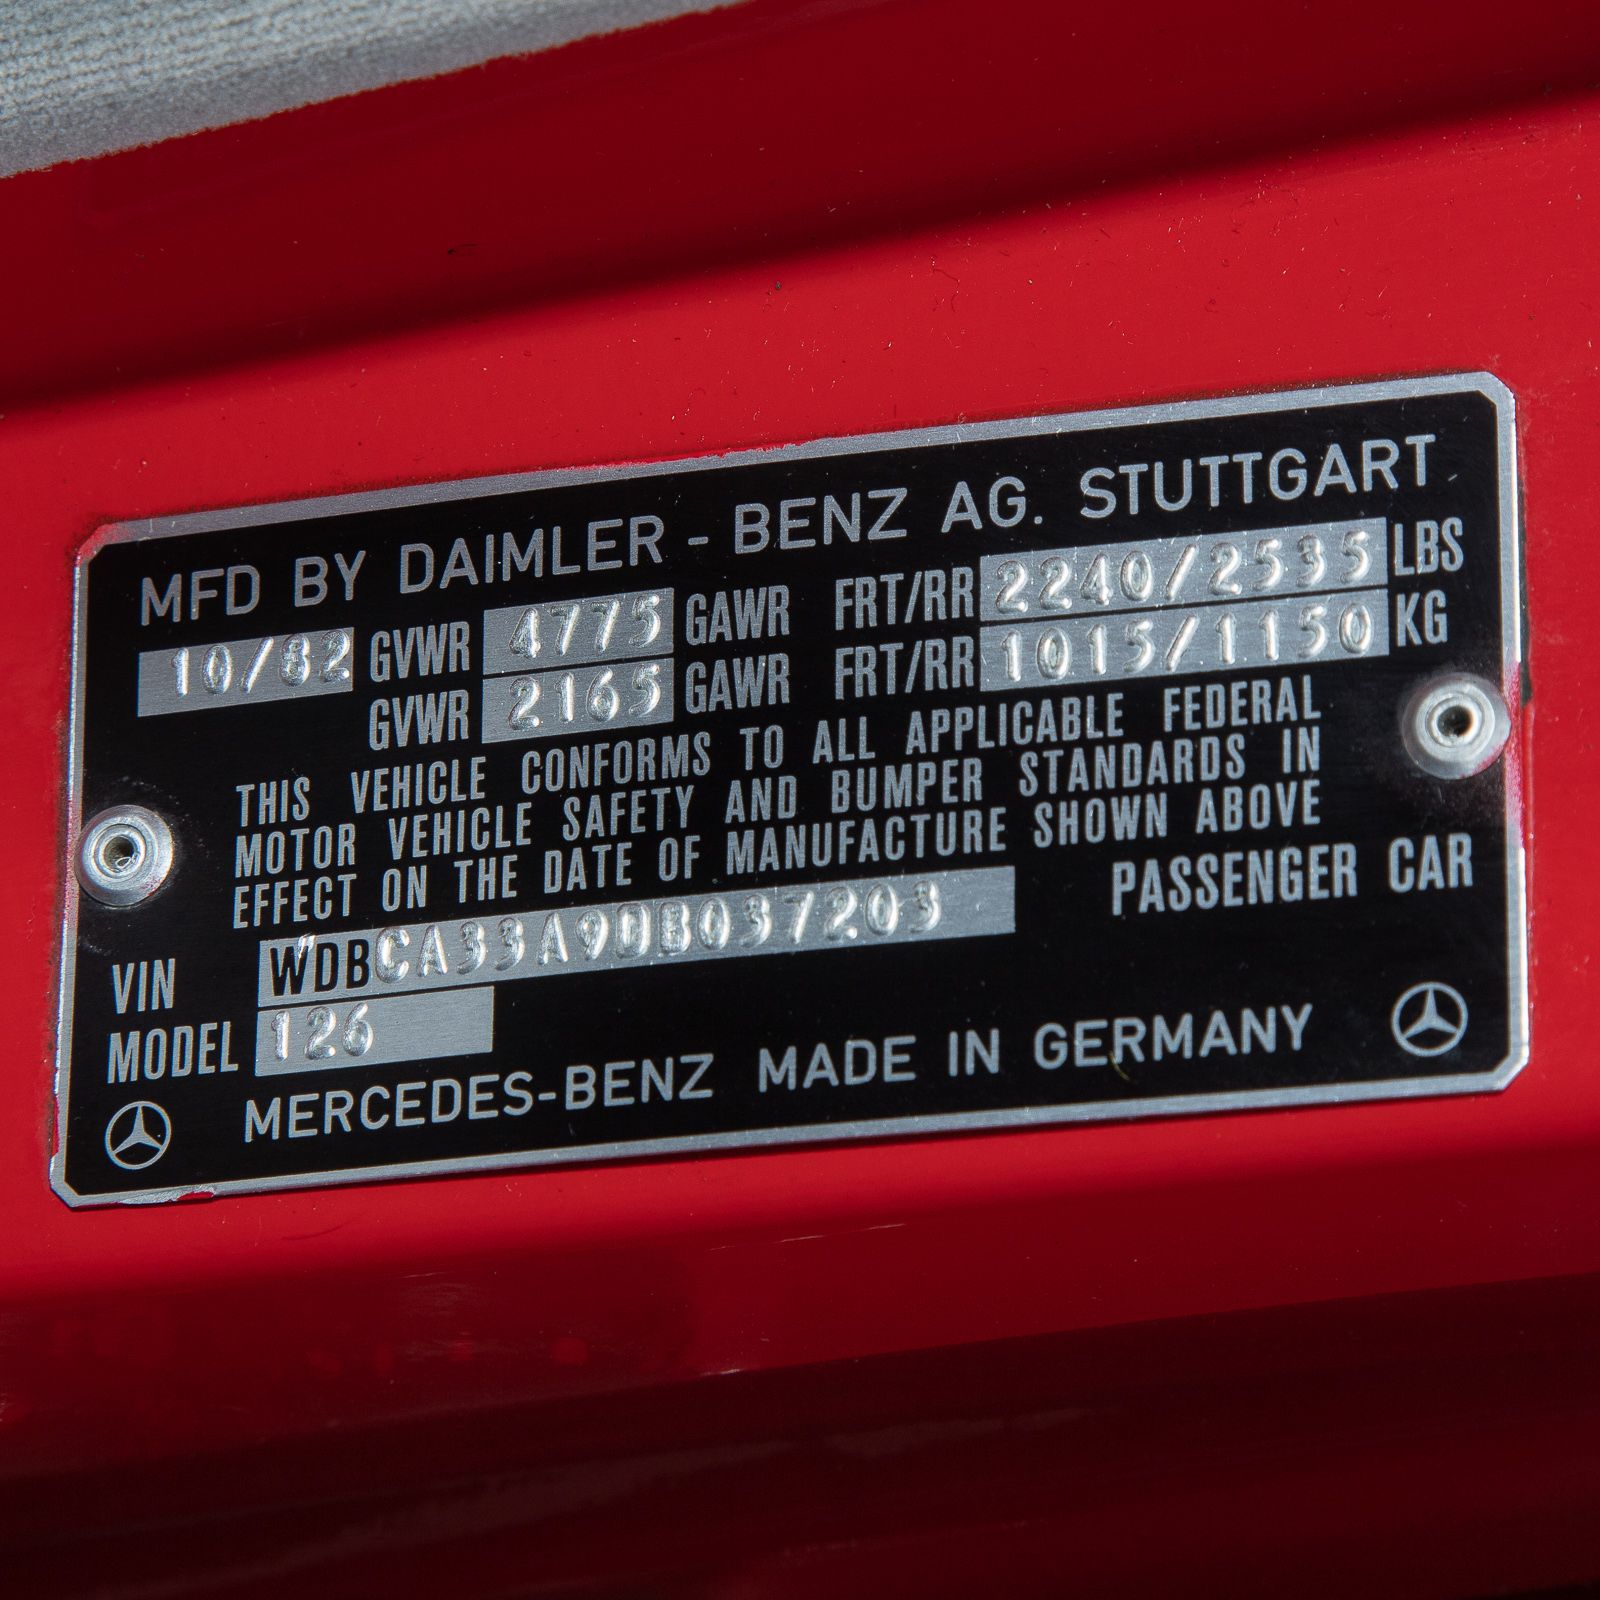 MFD BY DAIMLER - BENZ AG. STUTTGART
10/82 GVWR 4775 GAWR FRT/RR 2240/2535 LBS
GVWR 2165 GAWR FRT/RR 1015/1150 KG
THIS VEHICLE CONFORMS TO ALL APPLICABLE FEDERAL
MOTOR VEHICLE SAFETY AND BUMPER STANDARDS IN
EFFECT ON THE DATE OF MANUFACTURE SHOWN ABOVE
PASSENGER CAR
VIN WDBCA33A9DB037203
MODEL 126
MERCEDES-BENZ MADE IN GERMANY